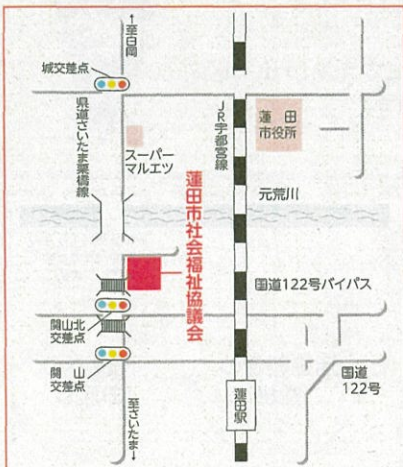 ←至白岡
城交差点
県道さいたま栗橋線
スーパー
マルエツ
JR宇都宮線
蓮田
市役所
元荒川
蓮田市社会福祉協議会
国道122号バイパス
関山北
交差点
関山
交差点
国道
122号
蓮田駅
至さいたま→